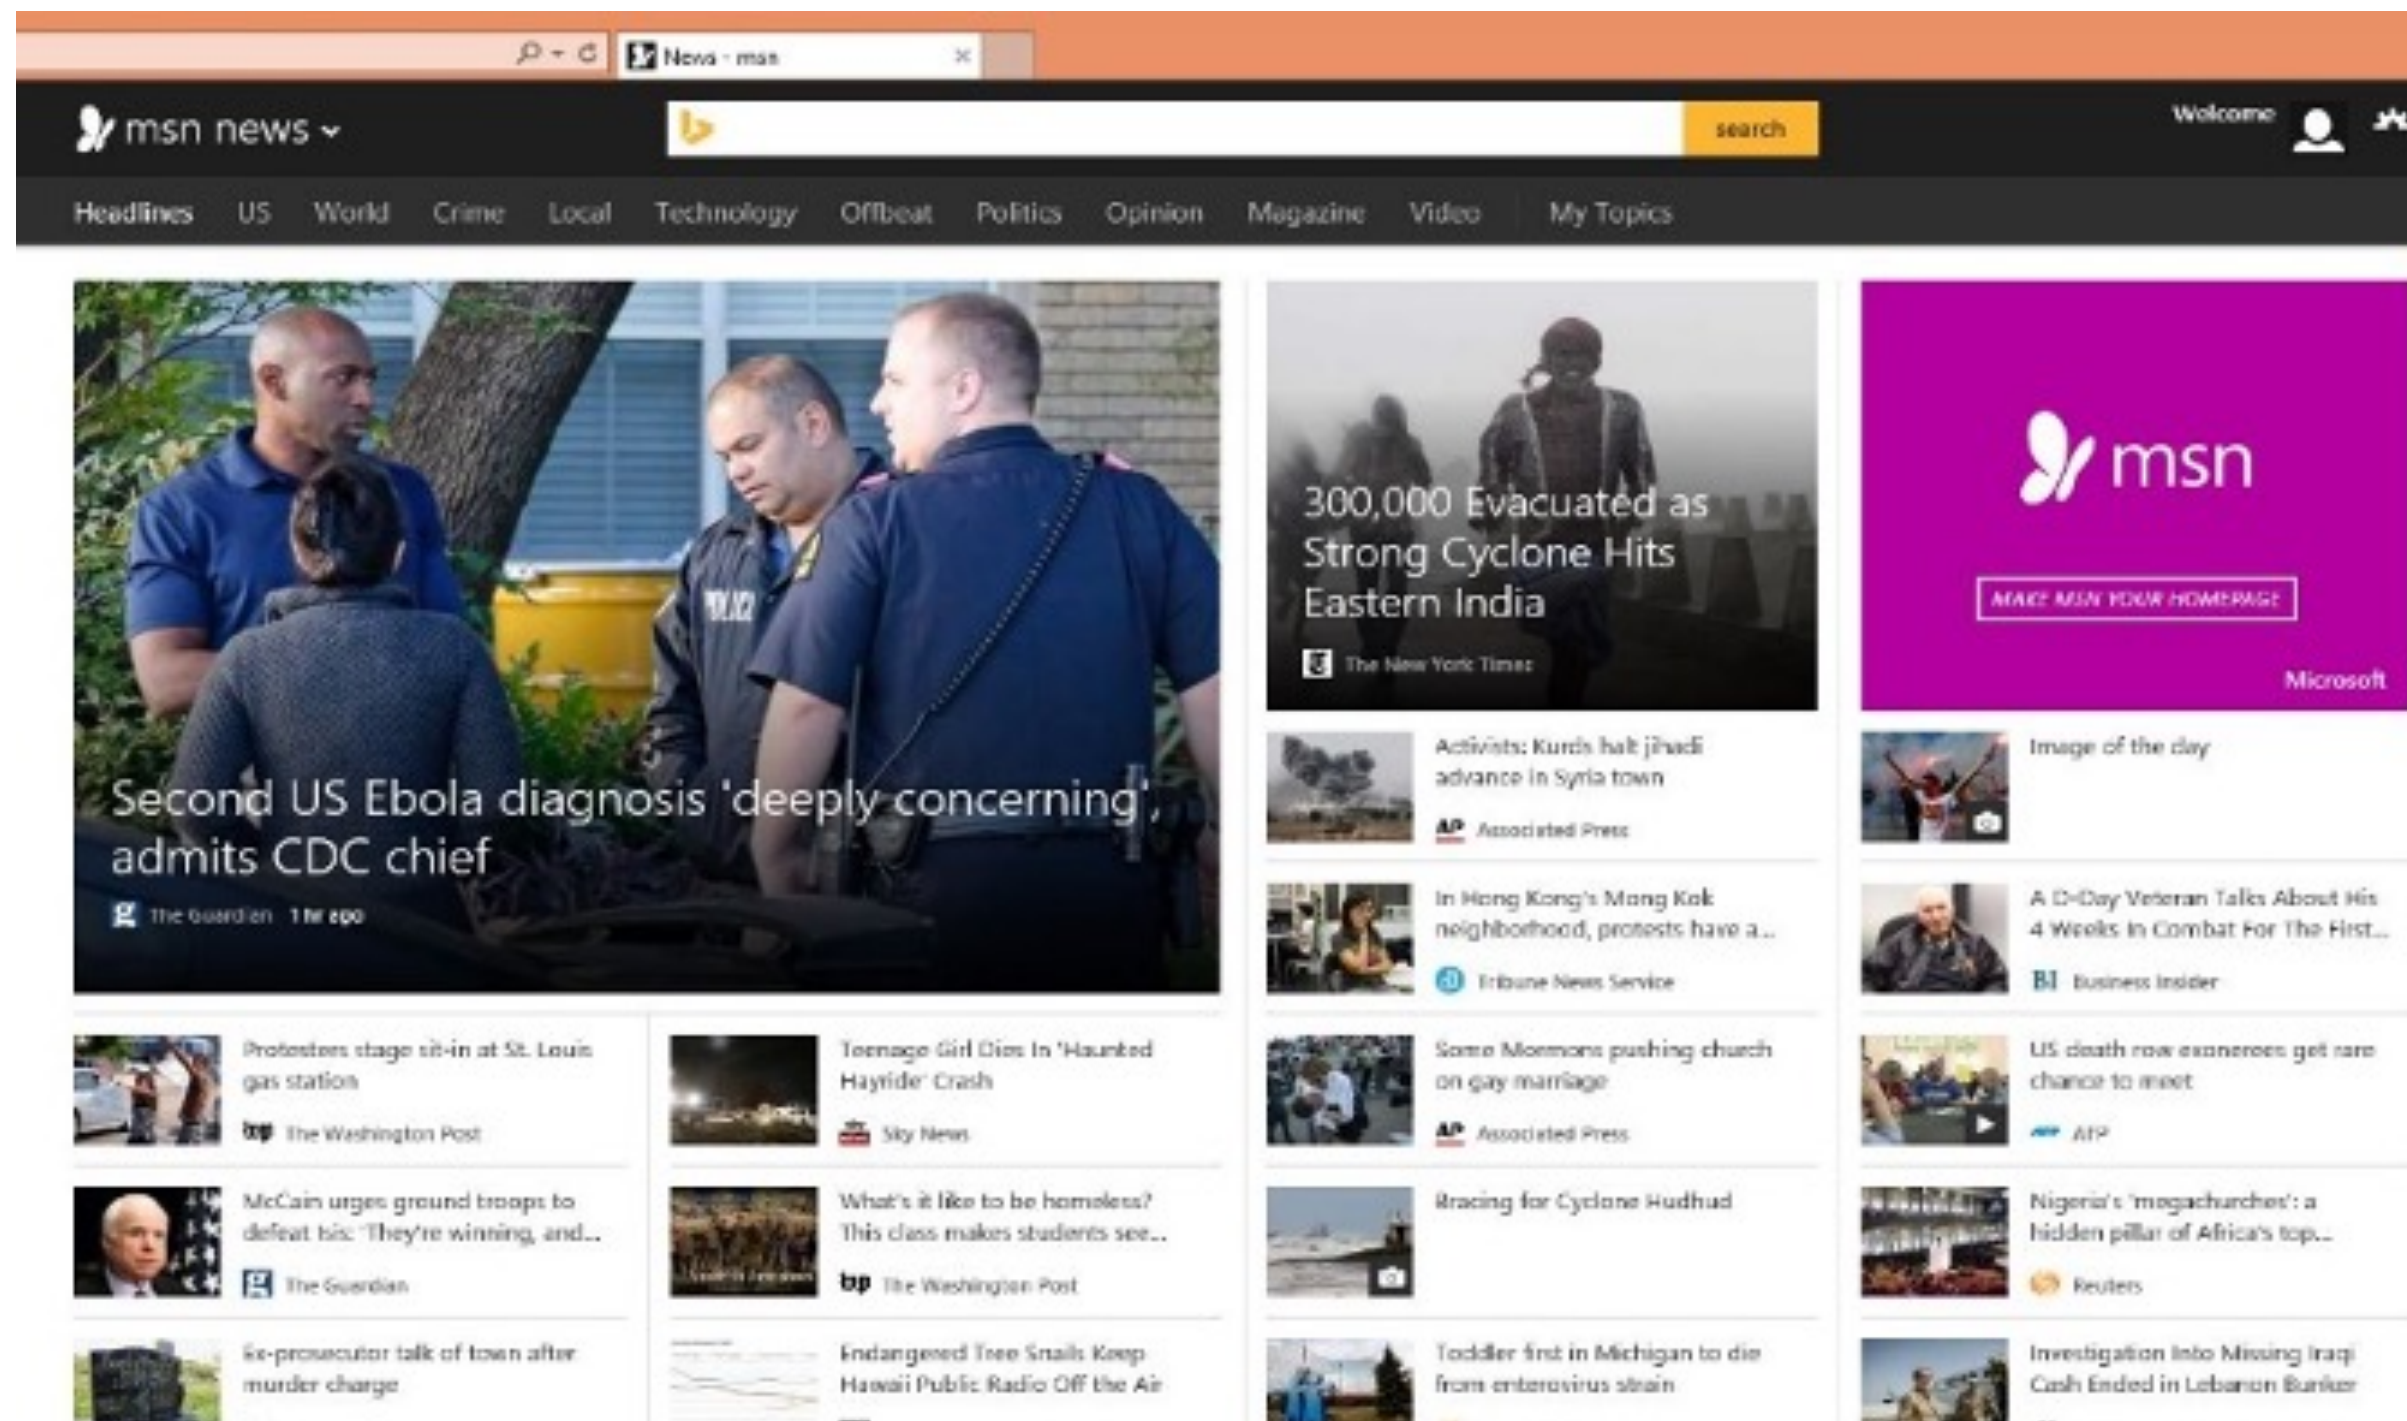 News - msn
msn news
search
Welcome
Headlines US World Crime Local Technology Offbeat Politics Opinion Magazine Video My Topics
POLICE
Second US Ebola diagnosis 'deeply concerning',
admits CDC chief
The Guardian 1 hr ago
300,000 Evacuated as
Strong Cyclone Hits
Eastern India
The New York Times
msn
MAKE MSN YOUR HOMEPAGE
Microsoft
Activists: Kurds halt jihadi
advance in Syria town
AP Associated Press
In Hong Kong's Mong Kok
neighborhood, protests have a...
Tribune News Service
Some Mormons pushing church
on gay marriage
AP Associated Press
Bracing for Cyclone Hudhud
Toddler first in Michigan to die
from enterovirus strain
Image of the day
A D-Day Veteran Talks About His
4 Weeks In Combat For The First...
BI Business Insider
US death row exonerees get rare
chance to meet
AFP AFP
Nigeria's 'megachurches': a
hidden pillar of Africa's top...
Reuters
Investigation Into Missing Iraqi
Cash Ended in Lebanon Bunker
Protesters stage sit-in at St. Louis
gas station
wp The Washington Post
McCain urges ground troops to
defeat Isis: 'They're winning, and...
g The Guardian
Ex-prosecutor talk of town after
murder charge
Teenage Girl Dies In 'Haunted
Hayride' Crash
Sky News
What's it like to be homeless?
This class makes students see...
wp The Washington Post
Endangered Tree Snails Keep
Hawaii Public Radio Off the Air